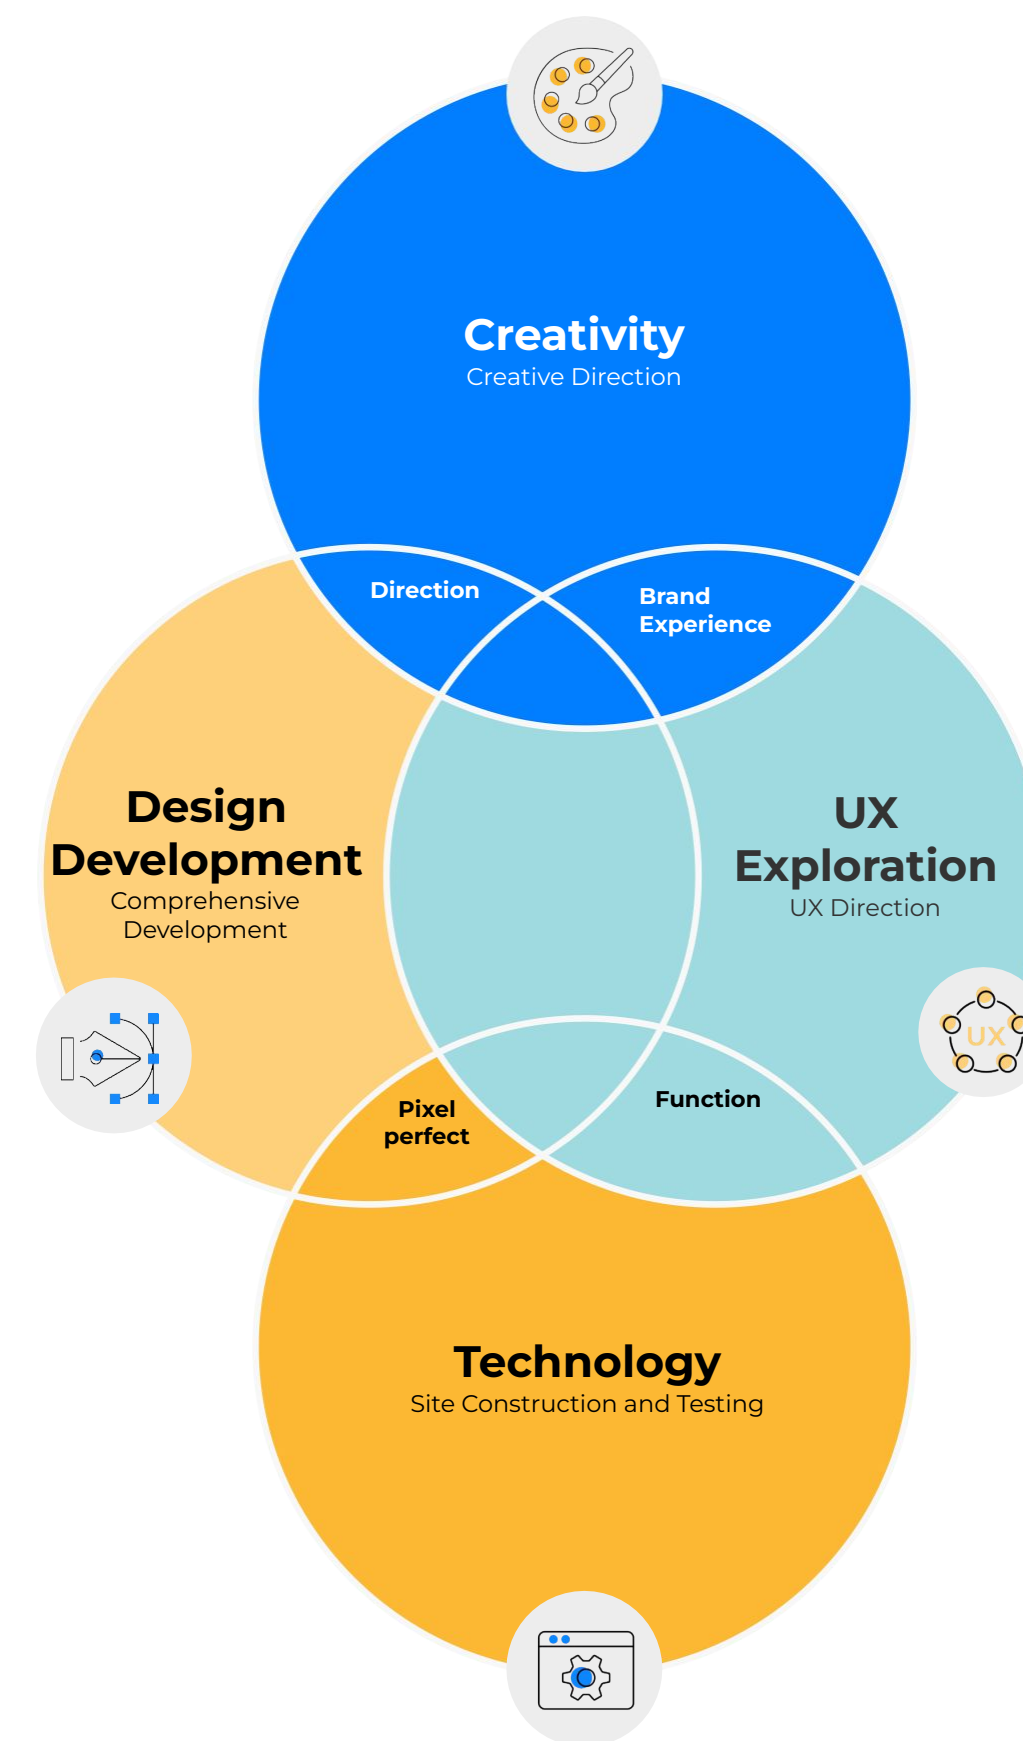 Creativity
Creative Direction
Direction
Brand
Experience
Design
Development
Comprehensive
Development
UX
Exploration
UX Direction
UX
Pixel
perfect
Function
Technology
Site Construction and Testing